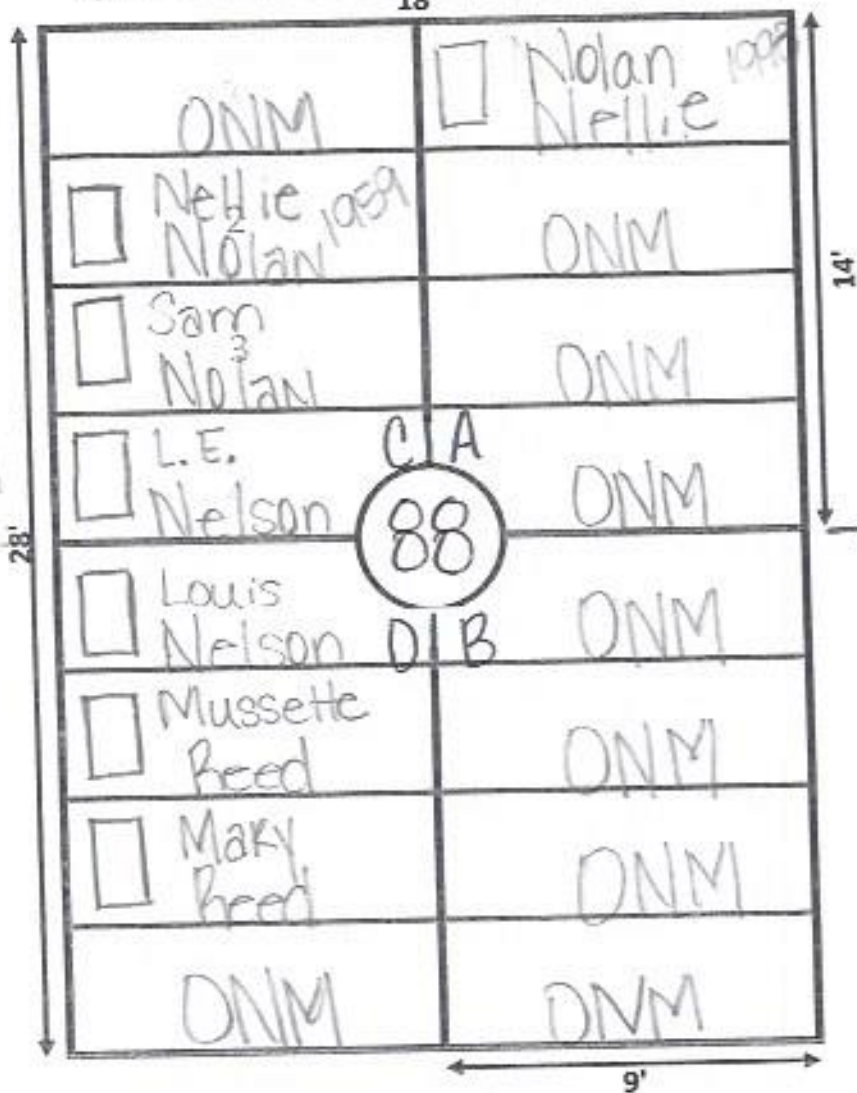 18'
ONM
Nolan
Nellie
Nellie 1959
2
Nolan
ONM
14'
Sam
3
Nolan
ONM
L.E.
Nelson
C A
ONM
88
28'
Louis
Nelson
D B
ONM
Mussette
Reed
ONM
Mary
Reed
ONM
ONM
ONM
9'